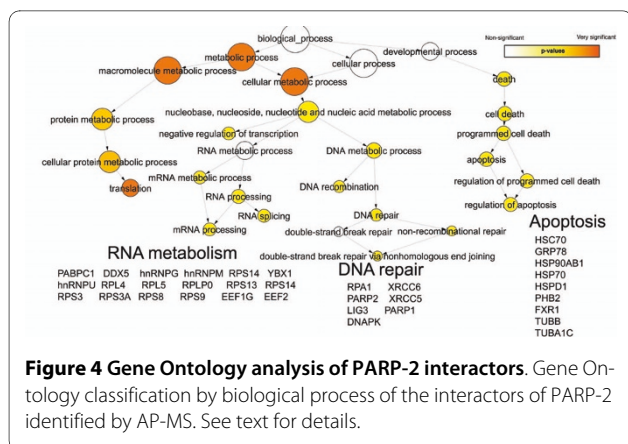 Non-significant Very significant
p-values
biological_process
developmental process
metabolic process
cellular process
macromolecule metabolic process
cellular metabolic process
death
nucleobase, nucleoside, nucleotide and nucleic acid metabolic process
cell death
protein metabolic process
negative regulation of transcription
programmed cell death
RNA metabolic process
DNA metabolic process
cellular protein metabolic process
apoptosis
mRNA metabolic process
regulation of programmed cell death
translation
DNA recombination
RNA processing
regulation of apoptosis
RNA splicing
DNA repair
mRNA processing
double-strand break repair
non-recombinational repair
double-strand break repair via nonhomologous end joining
RNA metabolism
PABPC1 DDX5 hnRNPG hnRNPM RPS14 YBX1
hnRNPU RPL4 RPL5 RPLP0 RPS13 RPS14
RPS3 RPS3A RPS8 RPS9 EEF1G EEF2
DNA repair
RPA1 XRCC6
PARP2 XRCC5
LIG3 PARP1
DNAPK
Apoptosis
HSC70
GRP78
HSP90AB1
HSP70
HSPD1
PHB2
FXR1
TUBB
TUBA1C
Figure 4 Gene Ontology analysis of PARP-2 interactors. Gene On-
tology classification by biological process of the interactors of PARP-2
identified by AP-MS. See text for details.